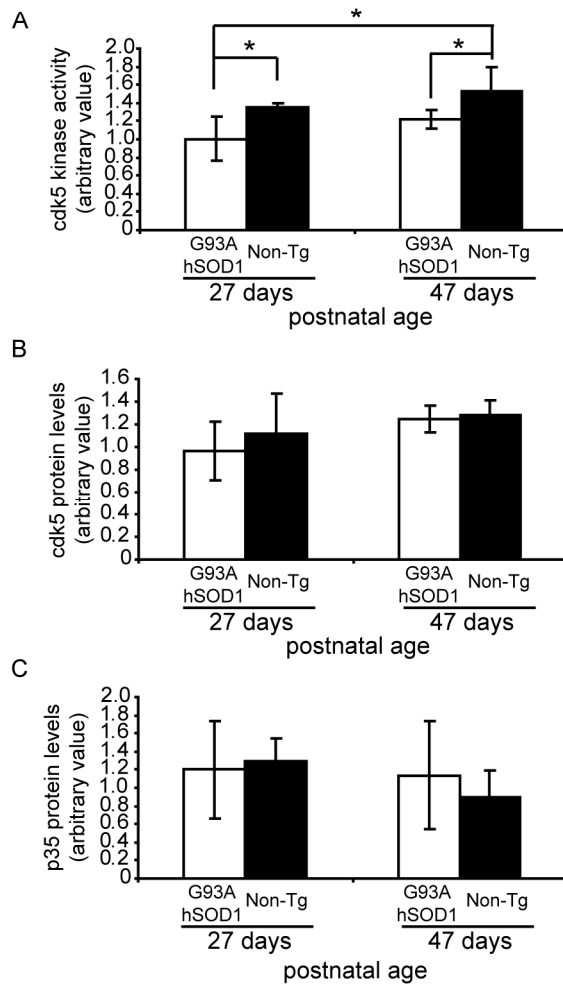 A
*
*
*
cdk5 kinase activity
(arbitrary value)
2.0
1.8
1.6
1.4
1.2
1.0
0.8
0.6
0.4
0.2
0
G93A
hSOD1
Non-Tg
G93A
hSOD1
Non-Tg
27 days
47 days
postnatal age
B
cdk5 protein levels
(arbitrary value)
1.6
1.4
1.2
1.0
0.8
0.6
0.4
0.2
0
G93A
hSOD1
Non-Tg
G93A
hSOD1
Non-Tg
27 days
47 days
postnatal age
C
p35 protein levels
(arbitrary value)
2.0
1.8
1.6
1.4
1.2
1.0
0.8
0.6
0.4
0.2
0
G93A
hSOD1
Non-Tg
G93A
hSOD1
Non-Tg
27 days
47 days
postnatal age